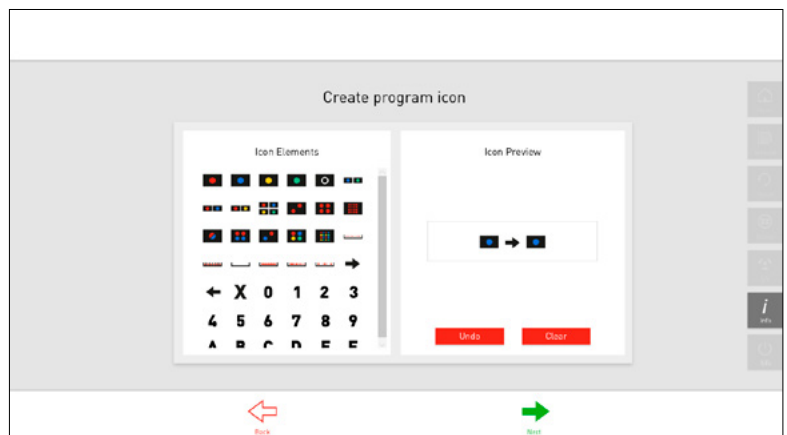 Create program icon
Icon Elements
Icon Preview
X 0 1 2 3
4 5 6 7 8 9
Undo
Clear
i
Info
Back
Next